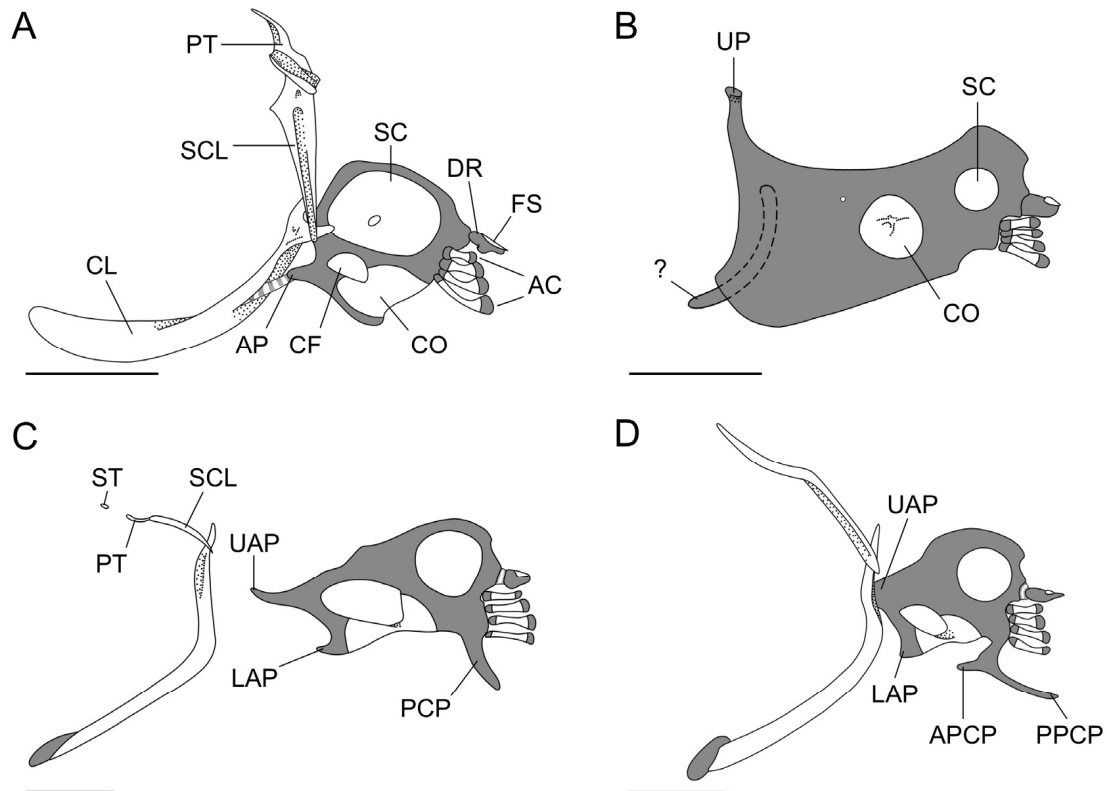 A
PT
SCL
SC
DR
FS
CL
AC
AP CF CO
B
UP
SC
?
CO
C
ST SCL
PT
UAP
LAP
PCP
D
UAP
LAP
APCP PPCP